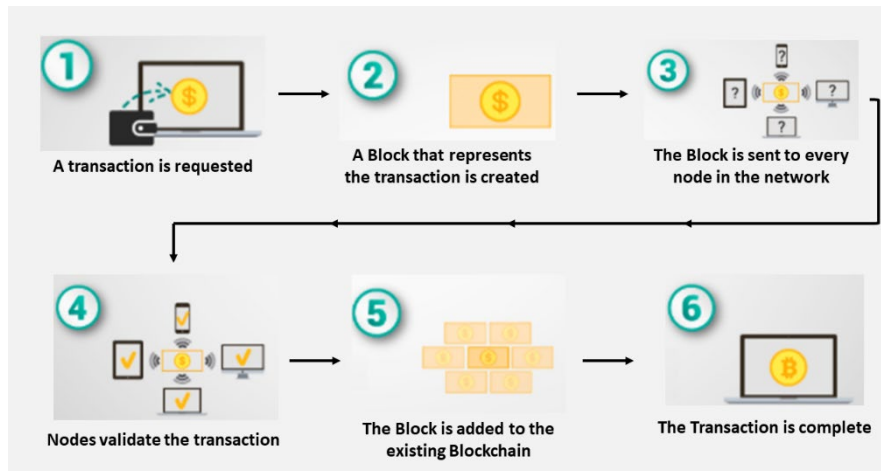 1
A transaction is requested
2
A Block that represents
the transaction is created
3
The Block is sent to every
node in the network
4
Nodes validate the transaction
5
The Block is added to the
existing Blockchain
6
The Transaction is complete